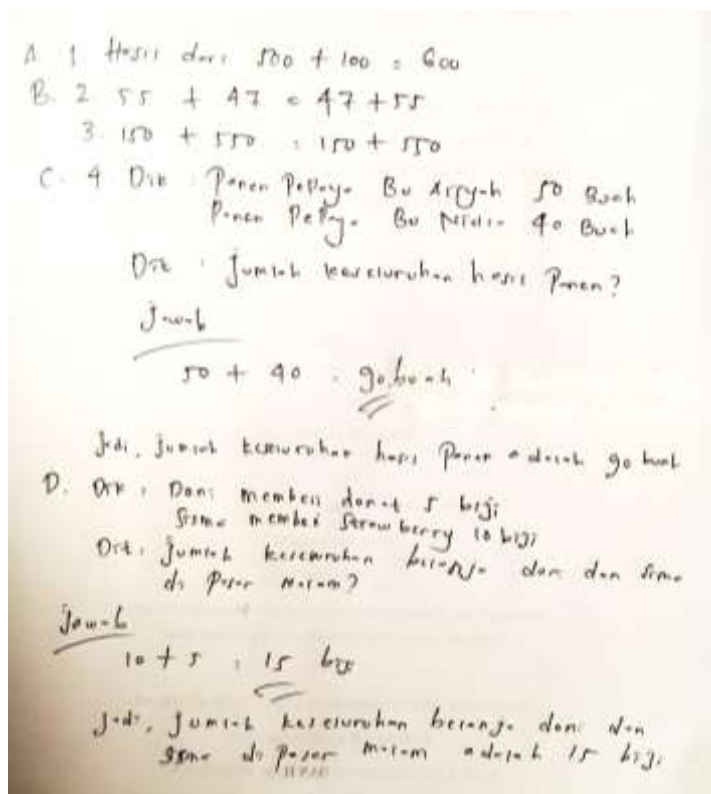 A. 1 Hasil dari 500 + 100 = 600
B. 2 55 + 47 = 47 + 55
3. 150 + 550 = 150 + 550
C. 4 Dik : Panen Pepaya Bu Aisyah 50 Buah
Panen Pepaya Bu Nidia 40 Buah
Dit : Jumlah keseluruhan hasil Panen?
Jawab
50 + 40 = 90 buah
Jadi, jumlah keseluruhan hasil Panen adalah 90 buah
D. Dik : Doni membeli donat 5 biji
Sisma membeli Strawberry 10 biji
Dit : Jumlah keseluruhan belanja doni dan sisma
di Pasar malam?
Jawab
10 + 5 = 15 biji
Jadi, Jumlah keseluruhan belanja doni dan
sisma di pasar malam adalah 15 biji